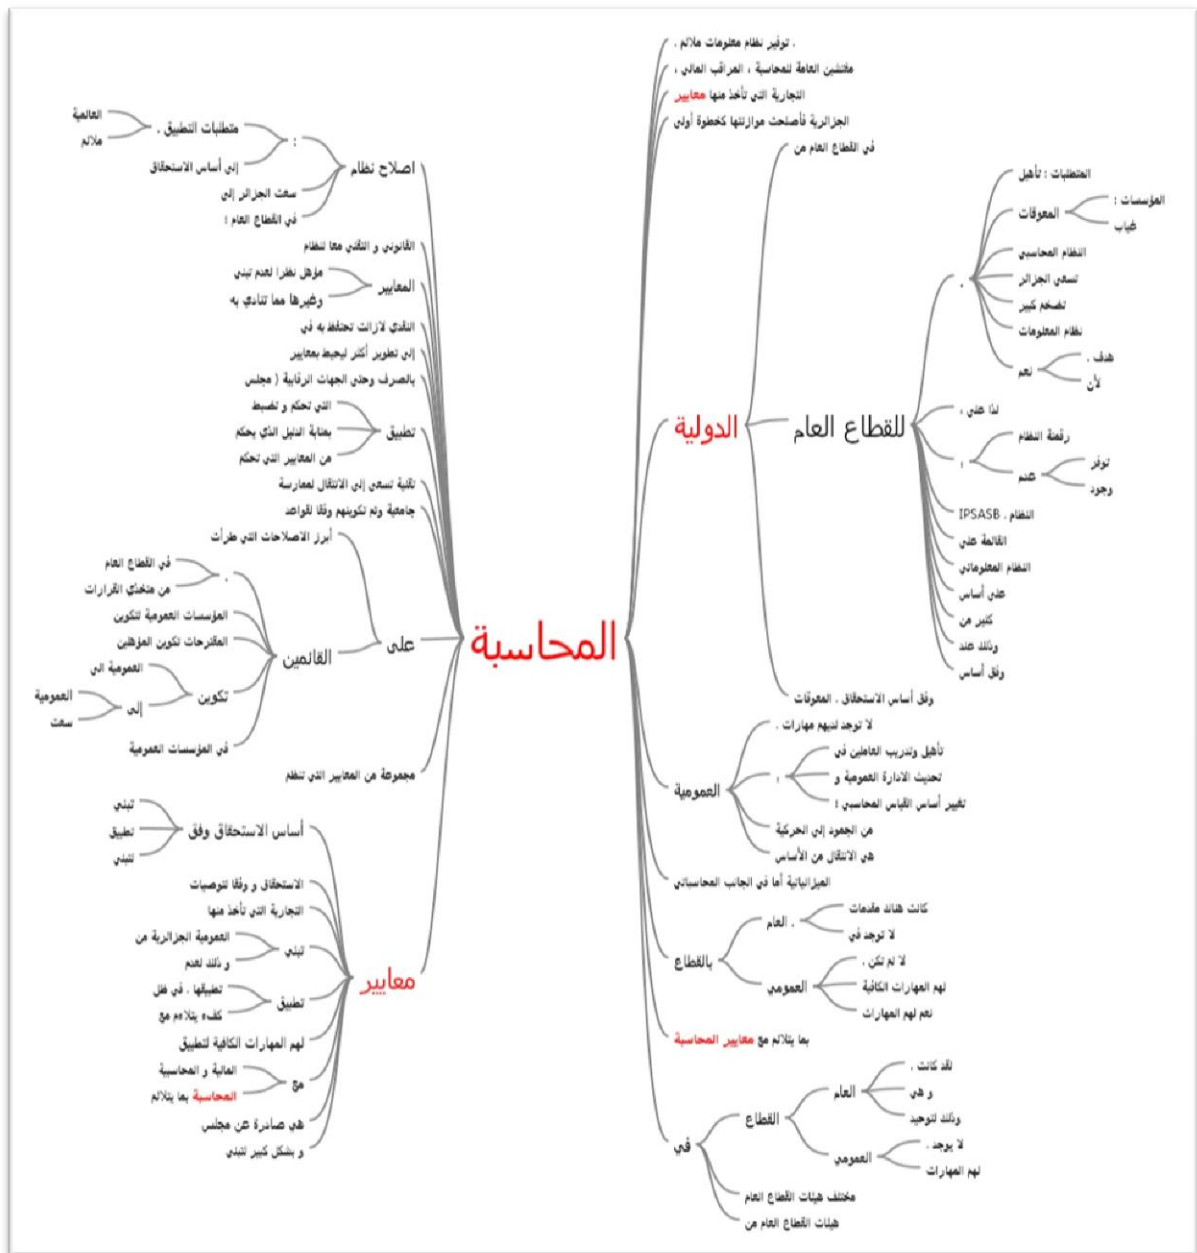 المحاسبة
. توفير نظام معلومات ملائم .
مفتشين العامة للمحاسبة ، المراقب المالي ،
التجارية التي تأخذ منها معايير
الجزائرية فأصلحت موازنتها كخطوة أولى
الدولية
في القطاع العام من
للقطاع العام
.
المتطلبات : تأهيل
المعوقات
المؤسسات :
غياب
النظام المحاسبي
تسعى الجزائر
تضخم كبير
نظام المعلومات
نعم
هدف .
لأن
لذا على ،
:
رقمنة النظام
عدم
توفر
وجود
النظام . IPSASB
القائمة على
النظام المعلوماتي
على أساس
كثير من
وذلك عند
وفق أساس
وفق أساس الاستحقاق . المعوقات
العمومية
لا توجد لديهم مهارات .
:
تأهيل وتدريب العاملين في
تحديث الادارة العمومية و
تغيير أساس القياس المحاسبي ؛
من الجمود إلى الحركية
هي الانتقال من الأساس
الميزانياتية أما في الجانب المحاسباتي
بالقطاع
. العام
كانت هناك مقدمات
لا توجد في
العمومي
لا لم تكن .
لهم المهارات الكافية
نعم لهم المهارات
بما يتلائم مع معايير المحاسبة
في
القطاع
العام
لقد كانت .
و هي
وذلك لتوحيد
العمومي
لا يوجد .
لهم المهارات
مختلف هيئات القطاع العام
هيئات القطاع العام من
اصلاح نظام
:
متطلبات التطبيق .
العالمية
ملائم
إلى أساس الاستحقاق
سعت الجزائر إلى
في القطاع العام ؛
القانوني و التقني معا لنظام
المعايير
مؤهل نظرا لعدم تبني
وغيرها مما تنادي به
النقدي لازالت تحتفظ به في
إلى تطوير أكثر ليحيط بمعايير
بالصرف وحتى الجهات الرقابية ( مجلس
تطبيق
التي تحكم و تضبط
بمثابة الدليل الذي يحكم
من المعايير التي تحكم
تقنية تسعى إلى الانتقال لممارسة
جامعية وتم تكوينهم وفقا لقواعد
على
أبرز الاصلاحات التي طرأت
القائمين
.
في القطاع العام
من متخذي القرارات
المؤسسات العمومية لتكوين
المقترحات تكوين المؤهلين
تكوين
العمومية الى
إلى
العمومية
سعت
في المؤسسات العمومية
مجموعة من المعايير التي تنظم
معايير
أساس الاستحقاق وفق
تبني
تطبيق
لتبني
الاستحقاق و وفقا لتوصيات
التجارية التي تأخذ منها
تبني
العمومية الجزائرية من
و ذلك لعدم
تطبيق
تطبيقها . في ظل
كفء يتلاءم مع
لهم المهارات الكافية لتطبيق
مع
المالية و المحاسبية
المحاسبة بما يتلائم
هي صادرة عن مجلس
و بشكل كبير لتبني